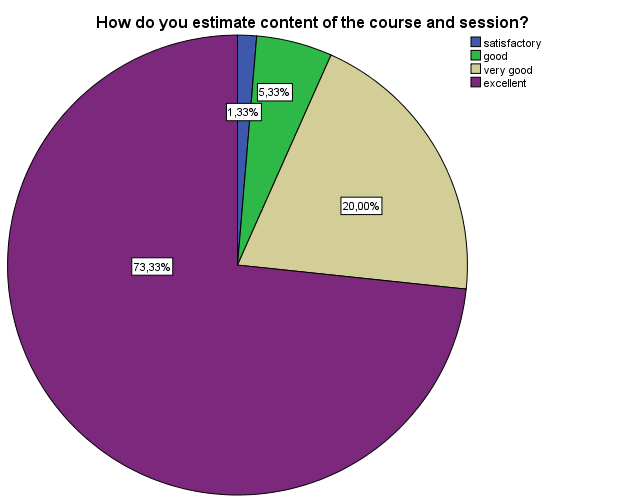 How do you estimate content of the course and session?
satisfactory
good
very good
excellent
5,33%
1,33%
20,00%
73,33%